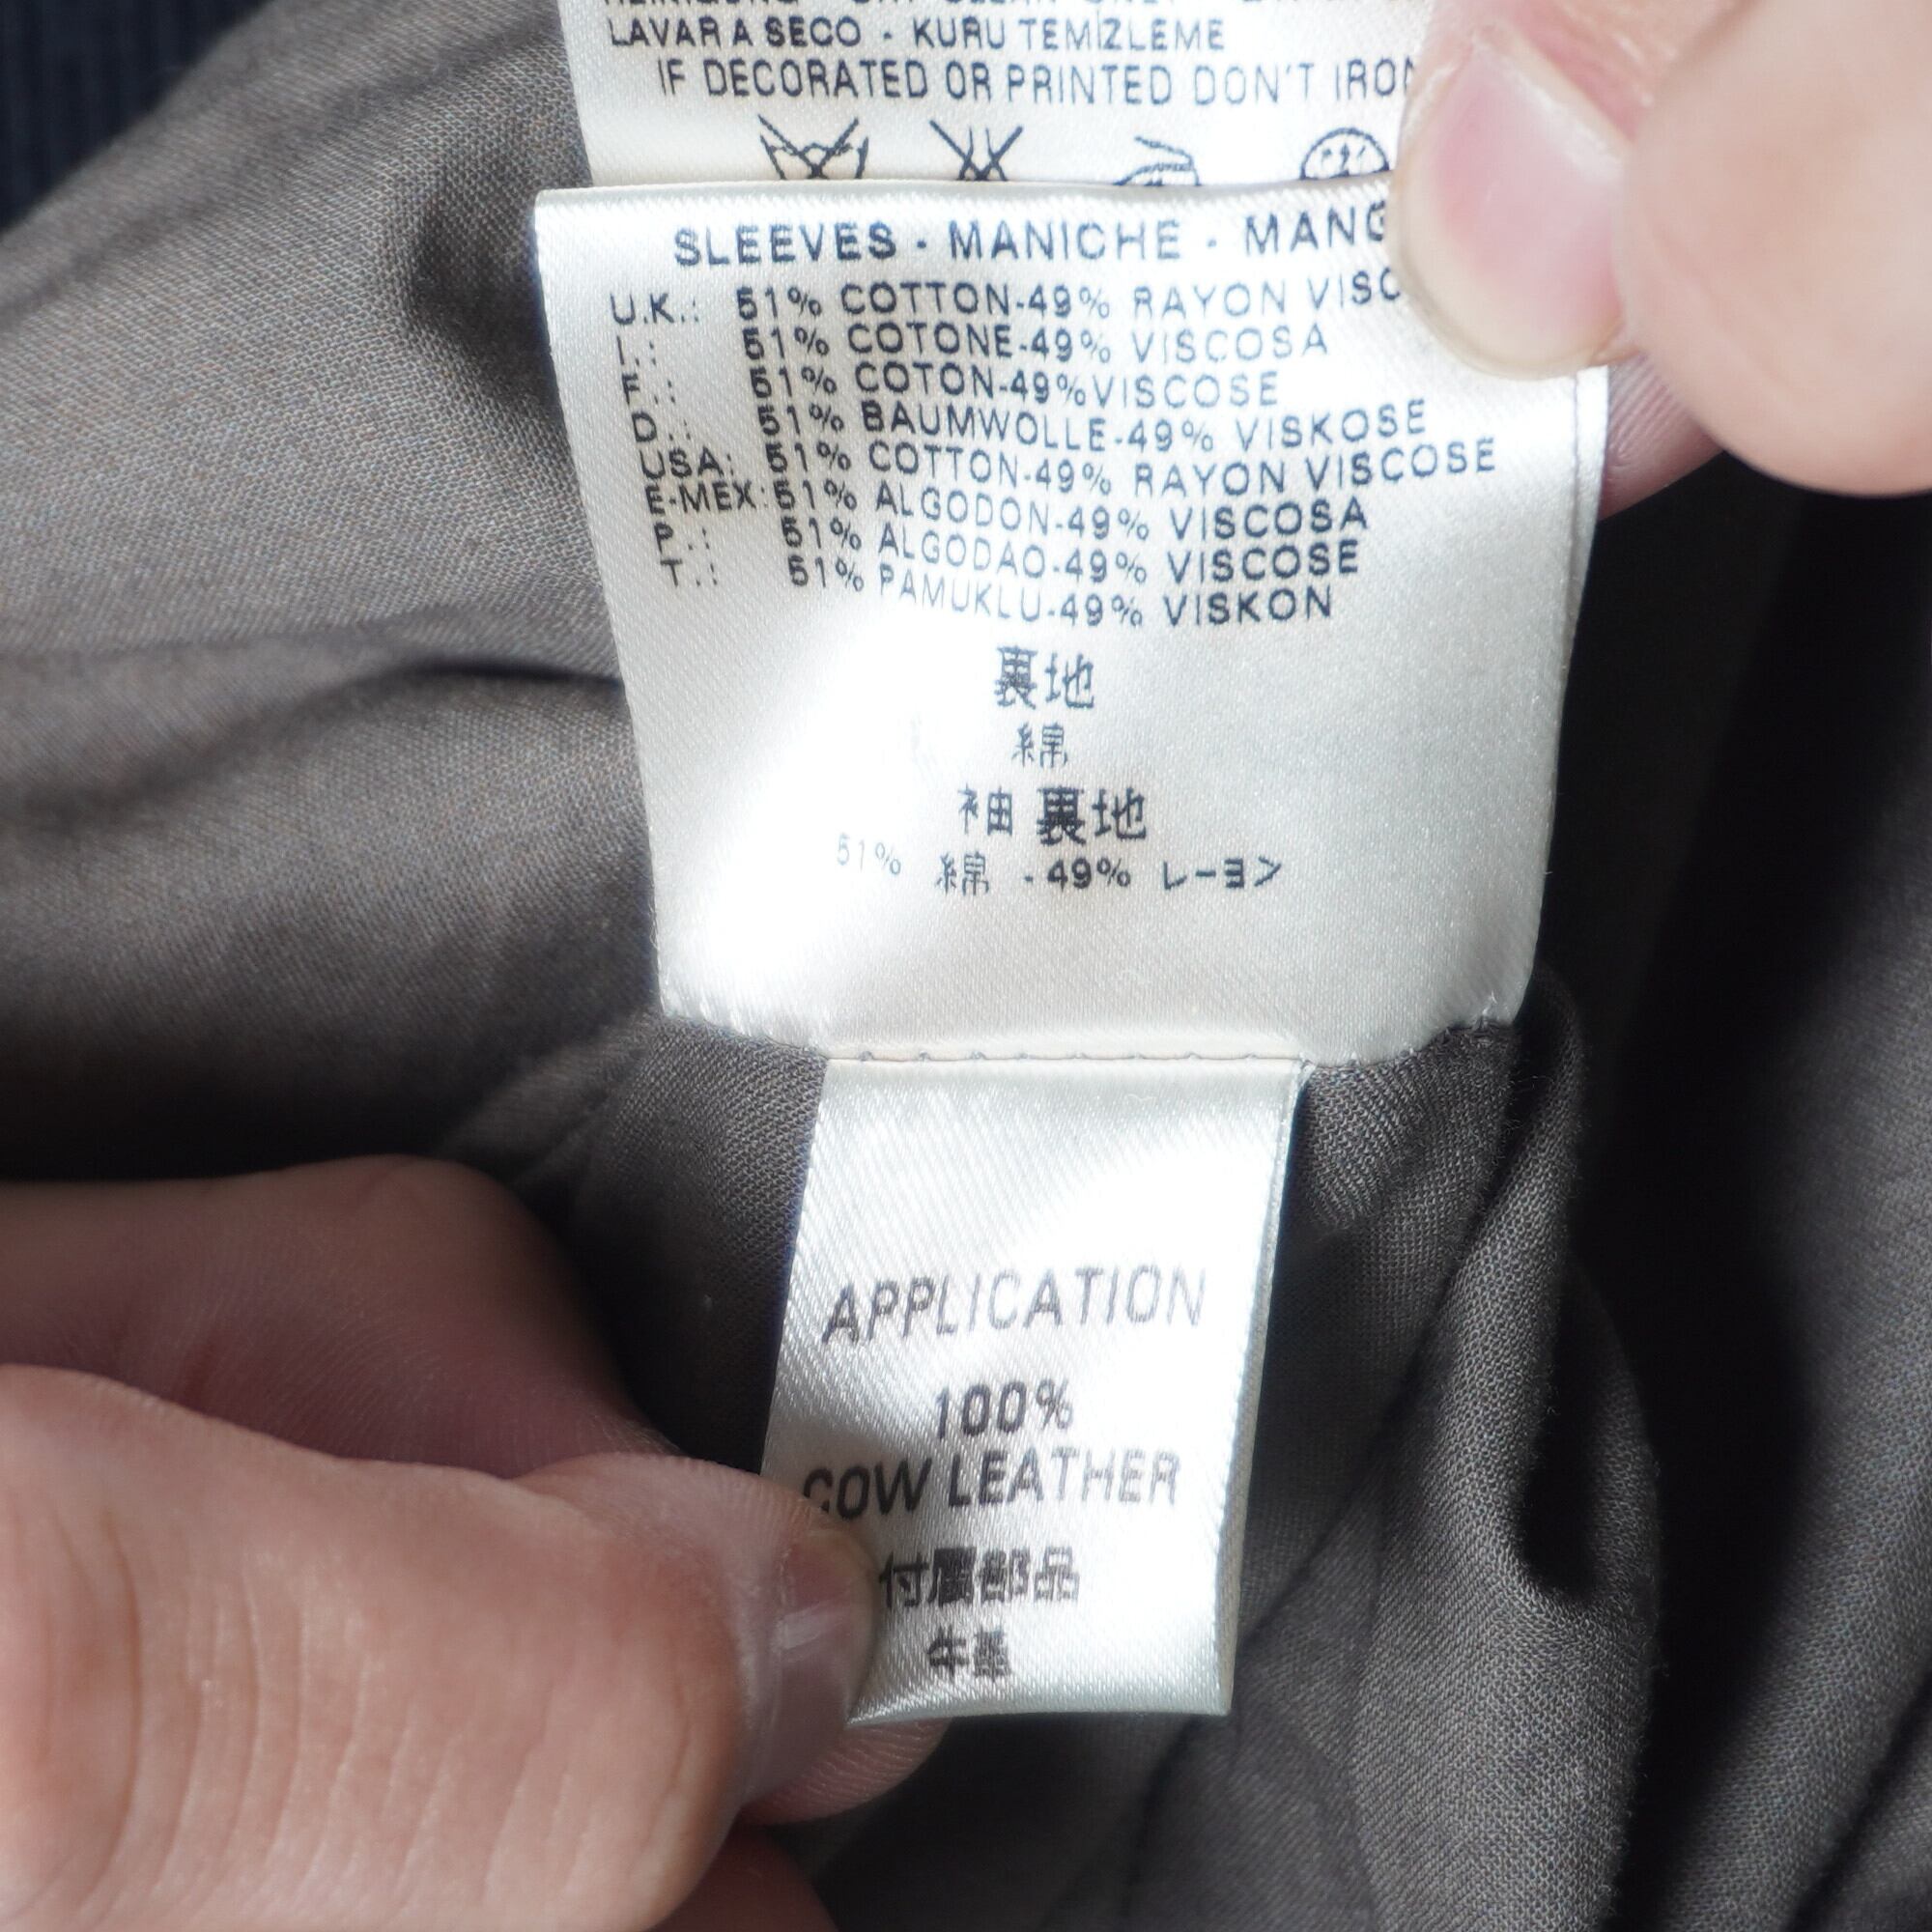 LAVAR A SECO - KURU TEMİZLEME
IF DECORATED OR PRINTED DON'T IRON
SLEEVES - MANICHE - MANG
U.K.: 51% COTTON-49% RAYON VISC
I.: 51% COTONE-49% VISCOSA
F.: 51% COTON-49%VISCOSE
D.: 51% BAUMWOLLE-49% VISKOSE
USA: 51% COTTON-49% RAYON VISCOSE
E-MEX:51% ALGODON-49% VISCOSA
P.: 51% ALGODAO-49% VISCOSE
T.: 51% PAMUKLU-49% VISKON
裏地
綿
袖裏地
51% 綿 - 49% レーヨン
APPLICATION
100%
COW LEATHER
付属部品
牛革